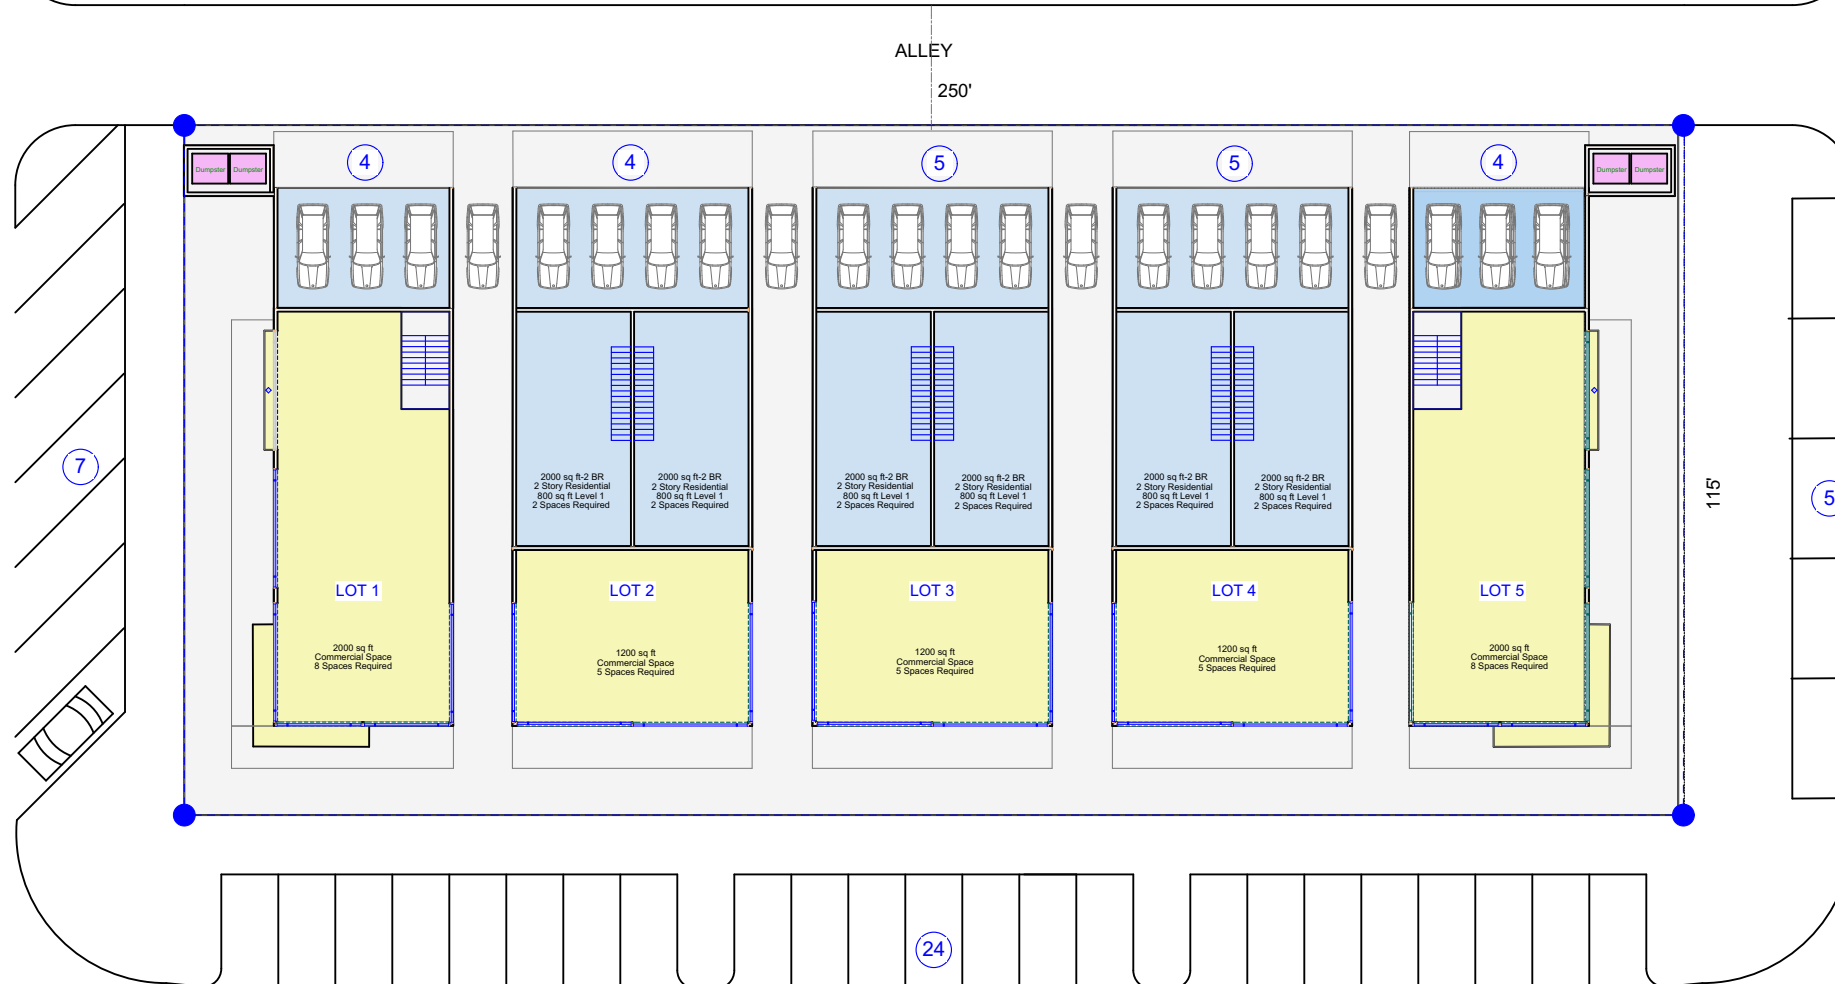 ALLEY
250'
4
4
5
5
4
Dumpster
Dumpster
Dumpster
Dumpster
7
5
115'
2000 sq ft-2 BR
2 Story Residential
800 sq ft Level 1
2 Spaces Required
2000 sq ft-2 BR
2 Story Residential
800 sq ft Level 1
2 Spaces Required
2000 sq ft-2 BR
2 Story Residential
800 sq ft Level 1
2 Spaces Required
2000 sq ft-2 BR
2 Story Residential
800 sq ft Level 1
2 Spaces Required
2000 sq ft-2 BR
2 Story Residential
800 sq ft Level 1
2 Spaces Required
2000 sq ft-2 BR
2 Story Residential
800 sq ft Level 1
2 Spaces Required
LOT 1
LOT 2
LOT 3
LOT 4
LOT 5
2000 sq ft
Commercial Space
8 Spaces Required
1200 sq ft
Commercial Space
5 Spaces Required
1200 sq ft
Commercial Space
5 Spaces Required
1200 sq ft
Commercial Space
5 Spaces Required
2000 sq ft
Commercial Space
8 Spaces Required
24